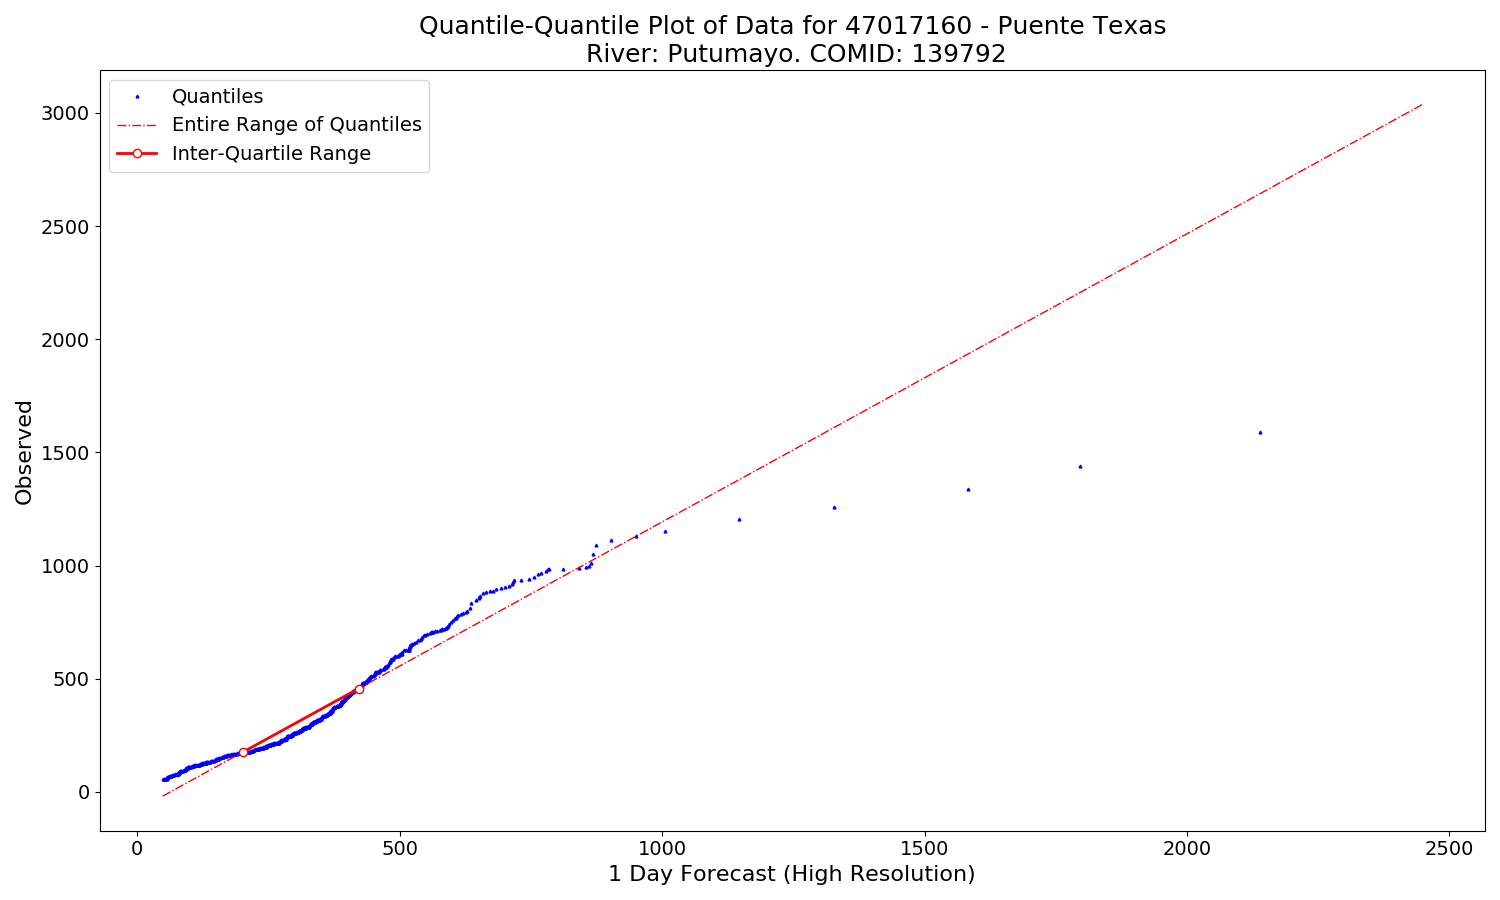 Quantile-Quantile Plot of Data for 47017160 - Puente Texas
River: Putumayo. COMID: 139792
Quantiles
Entire Range of Quantiles
Inter-Quartile Range
3000
2500
2000
1500
1000
500
0
Observed
0 500 1000 1500 2000 2500
1 Day Forecast (High Resolution)